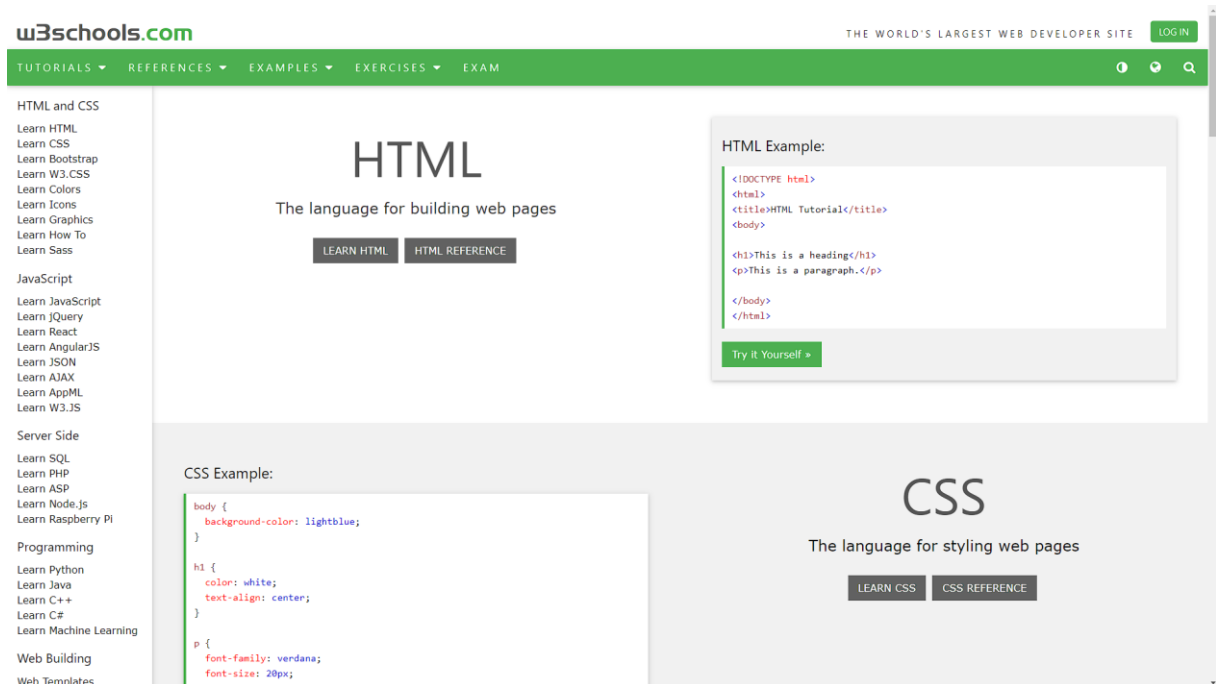 w3schools.com
THE WORLD'S LARGEST WEB DEVELOPER SITE
LOG IN
TUTORIALS REFERENCES EXAMPLES EXERCISES EXAM
HTML and CSS
Learn HTML
Learn CSS
Learn Bootstrap
Learn W3.CSS
Learn Colors
Learn Icons
Learn Graphics
Learn How To
Learn Sass
JavaScript
Learn JavaScript
Learn jQuery
Learn React
Learn AngularJS
Learn JSON
Learn AJAX
Learn AppML
Learn W3.JS
Server Side
Learn SQL
Learn PHP
Learn ASP
Learn Node.js
Learn Raspberry Pi
Programming
Learn Python
Learn Java
Learn C++
Learn C#
Learn Machine Learning
Web Building
Web Templates
HTML
The language for building web pages
LEARN HTML HTML REFERENCE
HTML Example:
<!DOCTYPE html>
<html>
<title>HTML Tutorial</title>
<body>
<h1>This is a heading</h1>
<p>This is a paragraph.</p>
</body>
</html>
Try it Yourself »
CSS Example:
body {
background-color: lightblue;
}
h1 {
color: white;
text-align: center;
}
p {
font-family: verdana;
font-size: 20px;
CSS
The language for styling web pages
LEARN CSS CSS REFERENCE